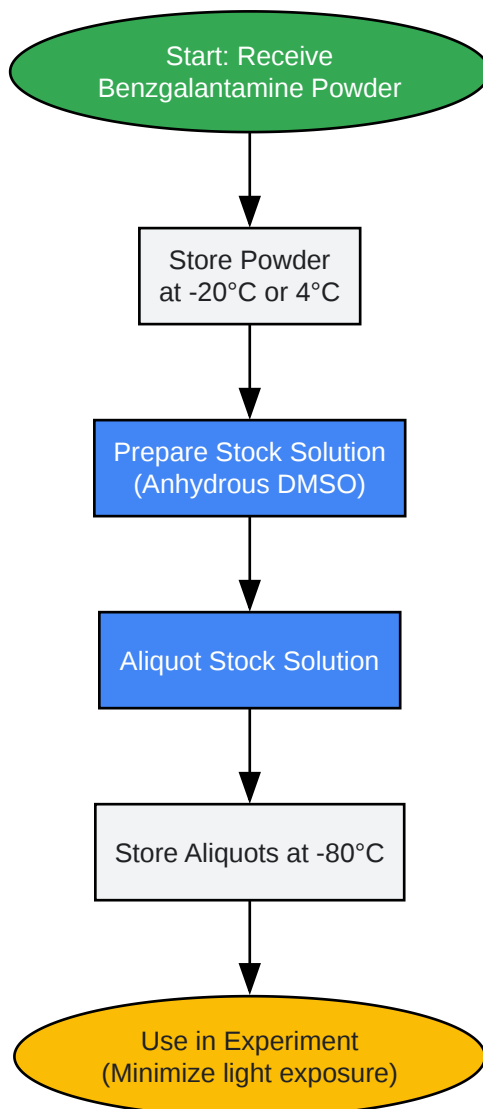 Start: Receive
Benzgalantamine Powder
Store Powder
at -20°C or 4°C
Prepare Stock Solution
(Anhydrous DMSO)
Aliquot Stock Solution
Store Aliquots at -80°C
Use in Experiment
(Minimize light exposure)